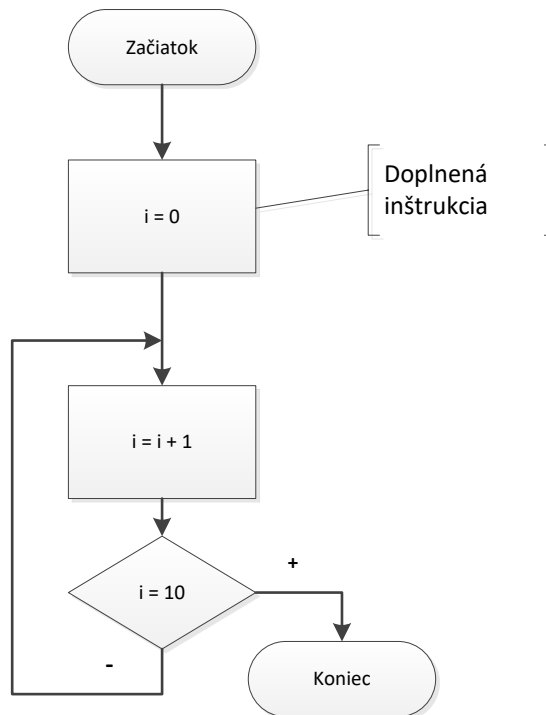 Začiatok
i = 0
Doplnená
inštrukcia
i = i + 1
i = 10
+
-
Koniec